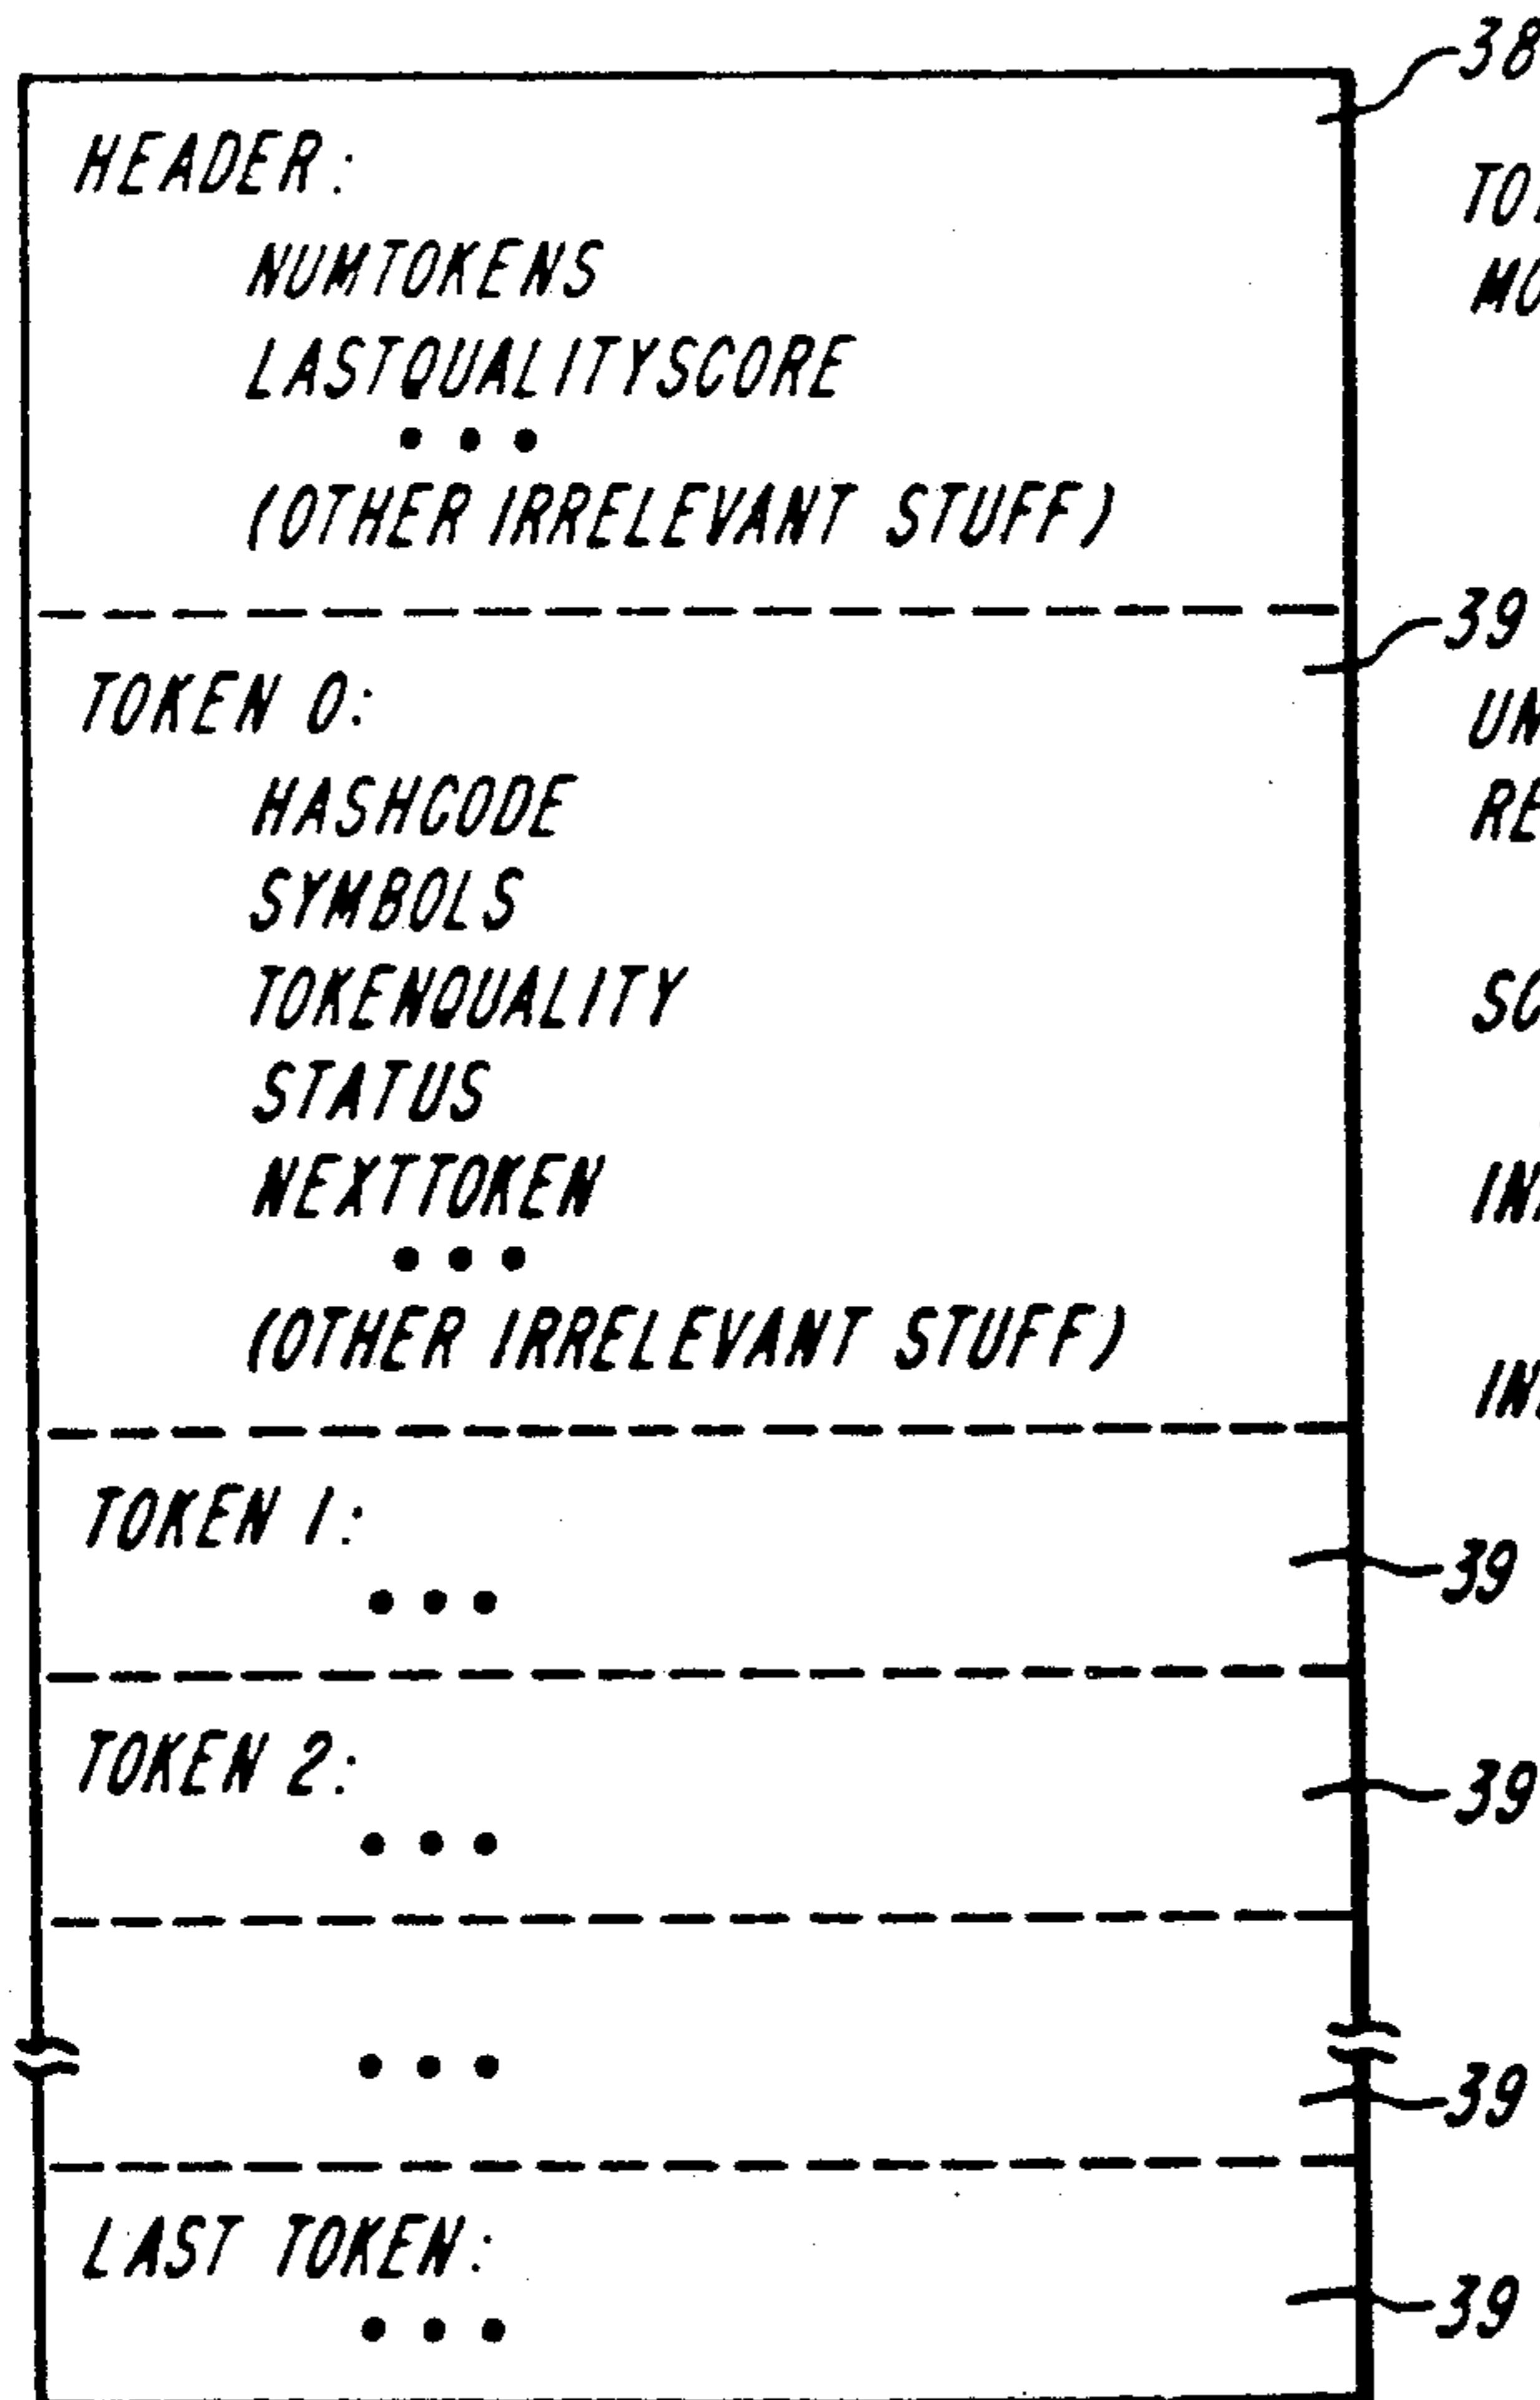 38
HEADER:
NUMTOKENS
LASTQUALITYSCORE
• • •
(OTHER IRRELEVANT STUFF)
39
TOKEN 0:
HASHCODE
SYMBOLS
TOKENQUALITY
STATUS
NEXTTOKEN
• • •
(OTHER IRRELEVANT STUFF)
TOKEN 1:
39
• • •
TOKEN 2:
39
• • •
• • •
39
LAST TOKEN:
39
• • •